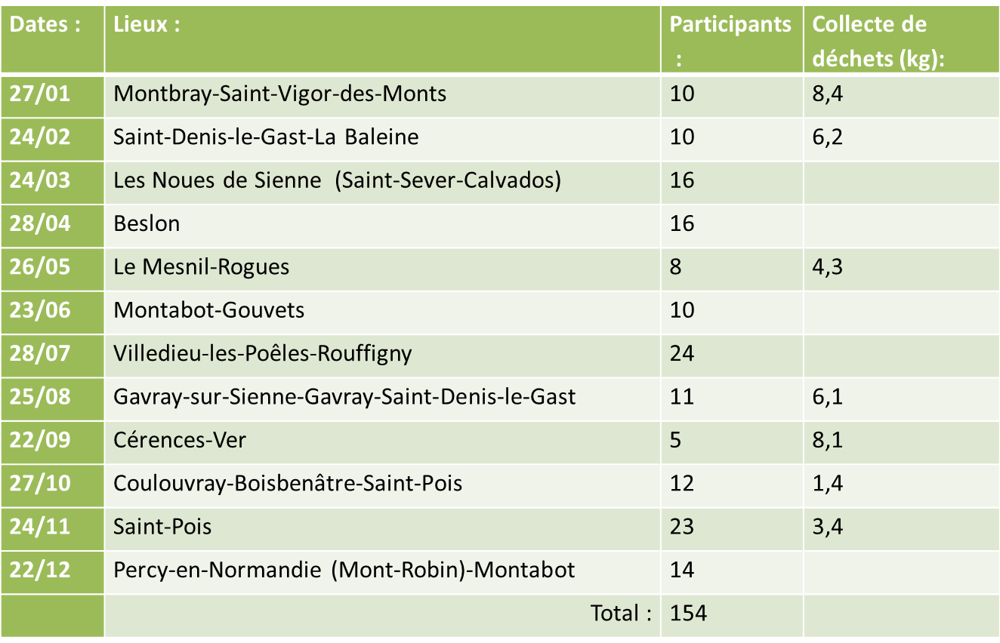 Dates : Lieux : Participants : Collecte de déchets (kg):
27/01 Montbray-Saint-Vigor-des-Monts 10 8,4
24/02 Saint-Denis-le-Gast-La Baleine 10 6,2
24/03 Les Noues de Sienne (Saint-Sever-Calvados) 16
28/04 Beslon 16
26/05 Le Mesnil-Rogues 8 4,3
23/06 Montabot-Gouvets 10
28/07 Villedieu-les-Poêles-Rouffigny 24
25/08 Gavray-sur-Sienne-Gavray-Saint-Denis-le-Gast 11 6,1
22/09 Cérences-Ver 5 8,1
27/10 Coulouvray-Boisbenâtre-Saint-Pois 12 1,4
24/11 Saint-Pois 23 3,4
22/12 Percy-en-Normandie (Mont-Robin)-Montabot 14
Total : 154